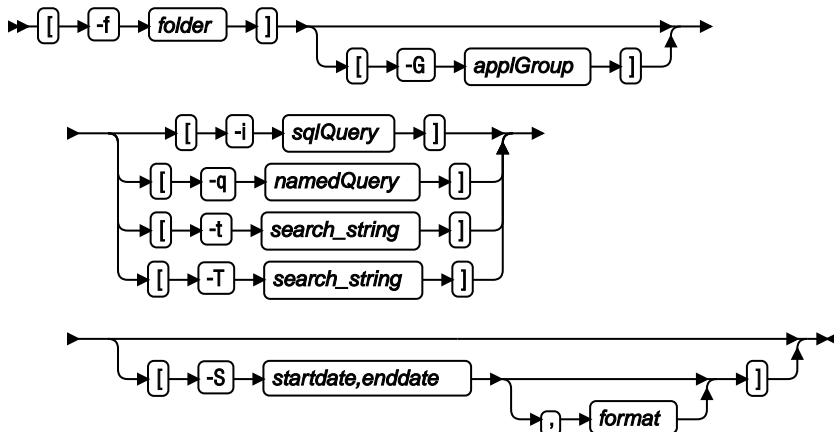 [ -f folder ]
[ -G applGroup ]
[ -i sqlQuery ]
[ -q namedQuery ]
[ -t search_string ]
[ -T search_string ]
[ -S startdate,enddate ]
, format